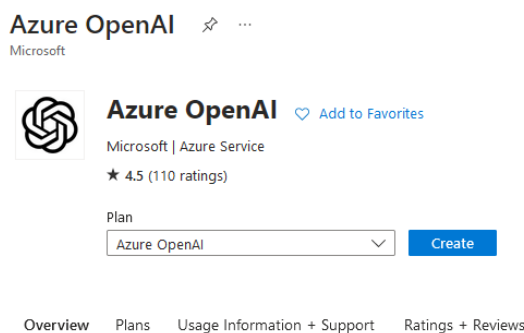 Azure OpenAI ...
Microsoft
Azure OpenAI Add to Favorites
Microsoft | Azure Service
★ 4.5 (110 ratings)
Plan
Azure OpenAI
Create
Overview Plans Usage Information + Support Ratings + Reviews